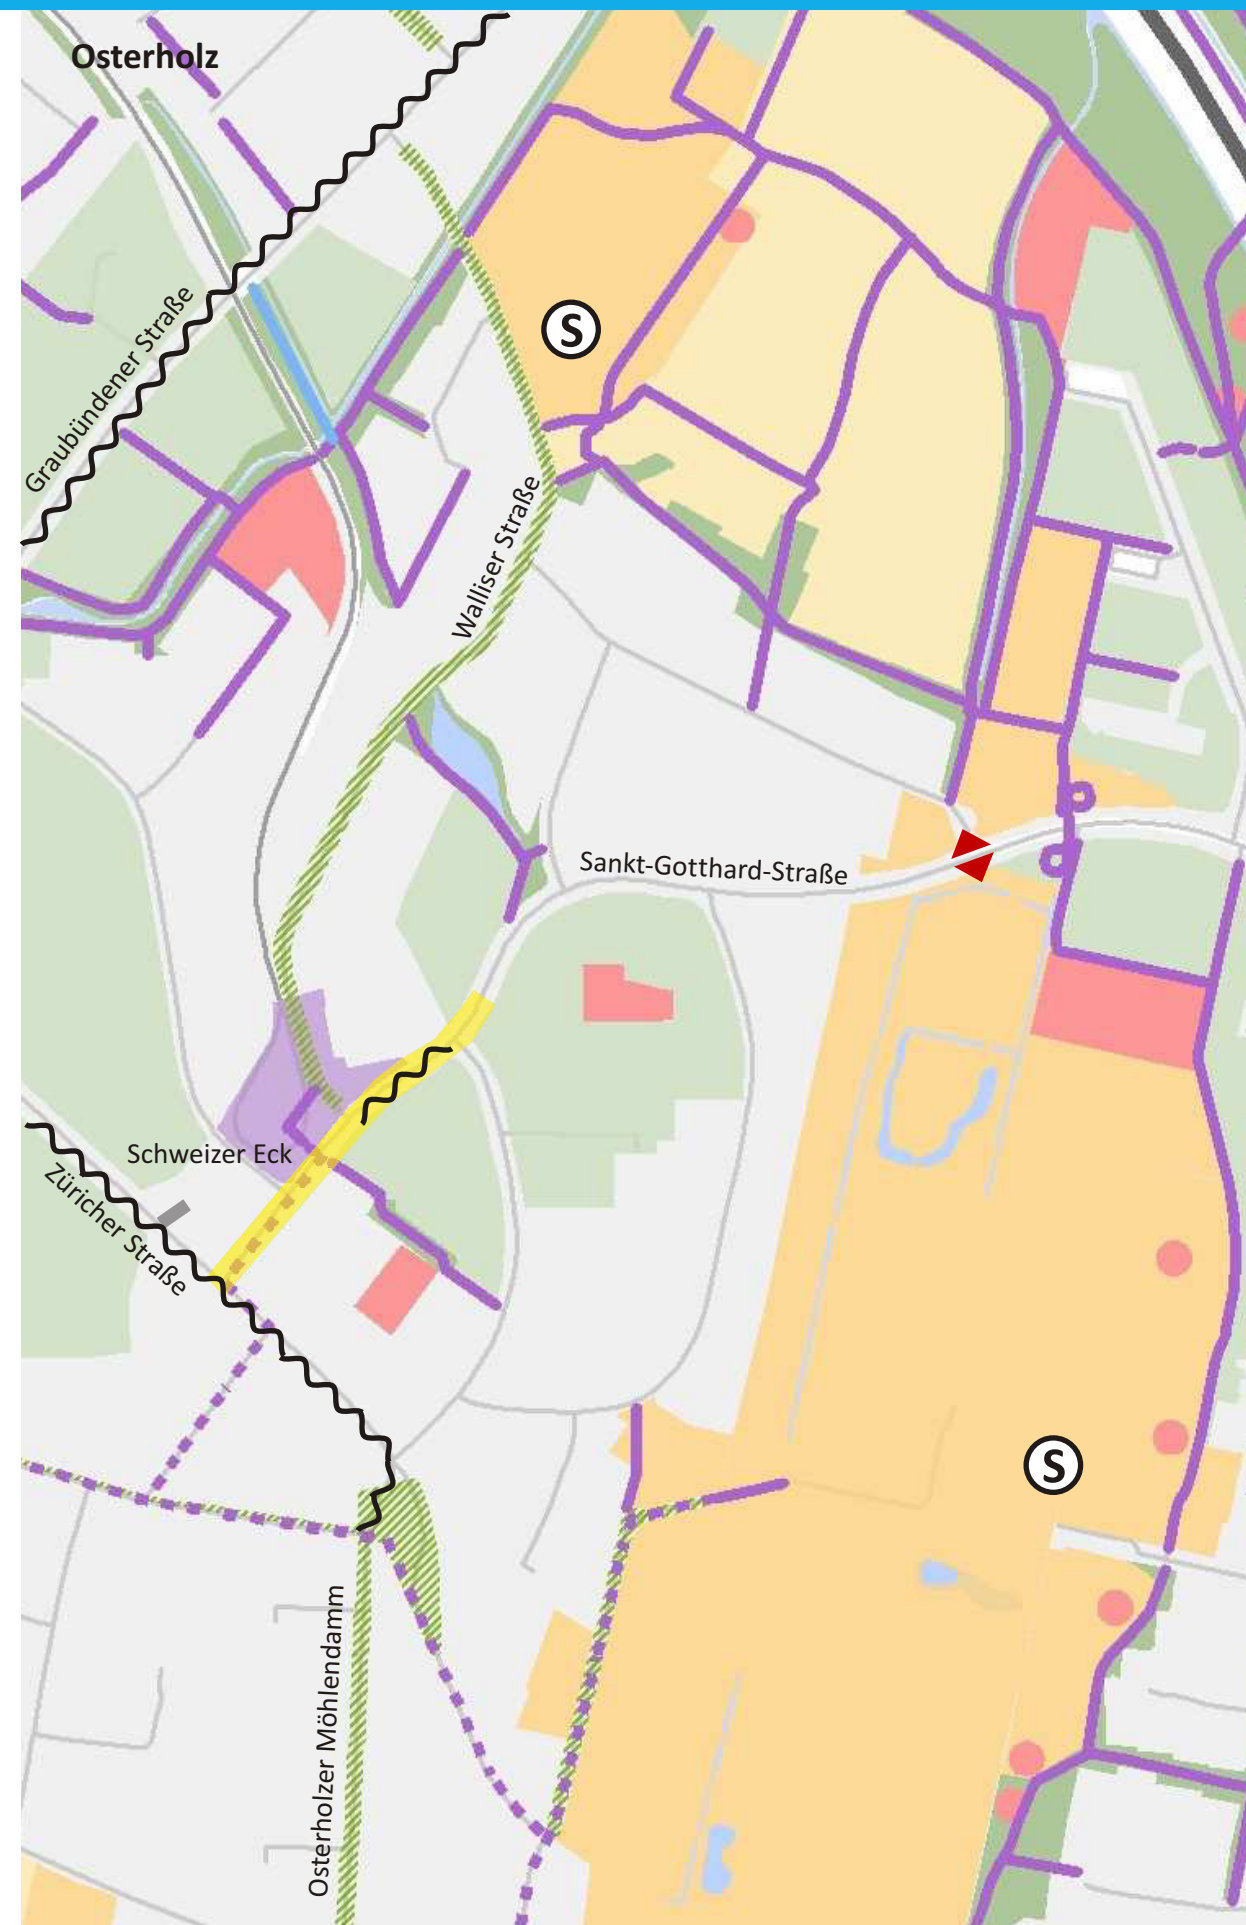 Osterholz
Graubündener Straße
S
Walliser Straße
Sankt-Gotthard-Straße
Schweizer Eck
Züricher Straße
S
Osterholzer Möhlendamm